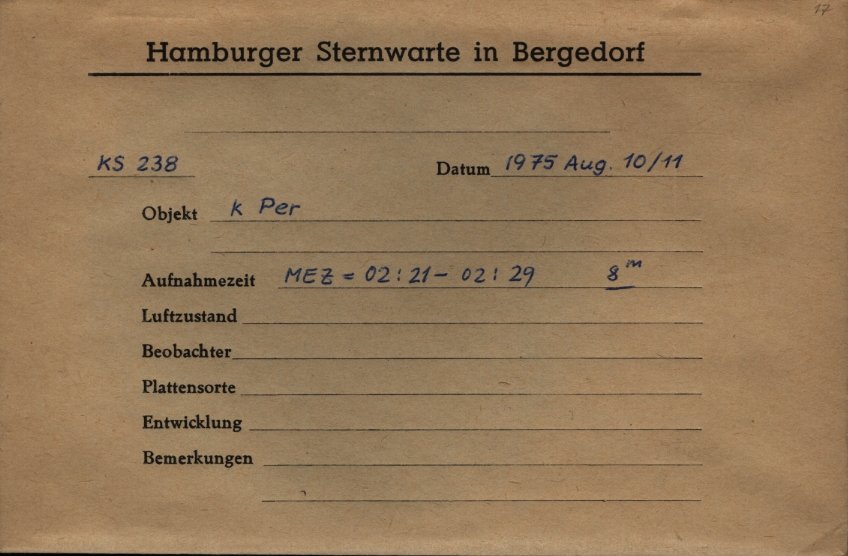 17
Hamburger Sternwarte in Bergedorf
KS 238 Datum 1975 Aug. 10/11
Objekt κ Per
Aufnahmezeit MEZ = 02:21 – 02:29 8ᵐ
Luftzustand
Beobachter
Plattensorte
Entwicklung
Bemerkungen